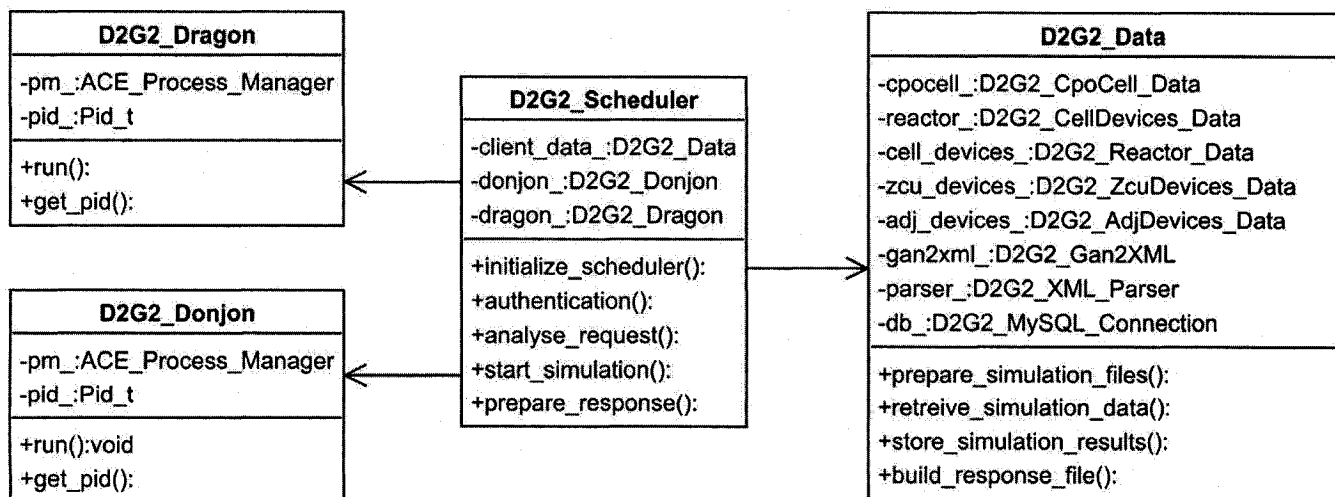 D2G2_Dragon
-pm_:ACE_Process_Manager
-pid_:Pid_t
+run():
+get_pid():
D2G2_Donjon
-pm_:ACE_Process_Manager
-pid_:Pid_t
+run():void
+get_pid():
D2G2_Scheduler
-client_data_:D2G2_Data
-donjon_:D2G2_Donjon
-dragon_:D2G2_Dragon
+initialize_scheduler():
+authentication():
+analyse_request():
+start_simulation():
+prepare_response():
D2G2_Data
-cpocell_:D2G2_CpoCell_Data
-reactor_:D2G2_CellDevices_Data
-cell_devices_:D2G2_Reactor_Data
-zcu_devices_:D2G2_ZcuDevices_Data
-adj_devices_:D2G2_AdjDevices_Data
-gan2xml_:D2G2_Gan2XML
-parser_:D2G2_XML_Parser
-db_:D2G2_MySQL_Connection
+prepare_simulation_files():
+retreive_simulation_data():
+store_simulation_results():
+build_response_file():